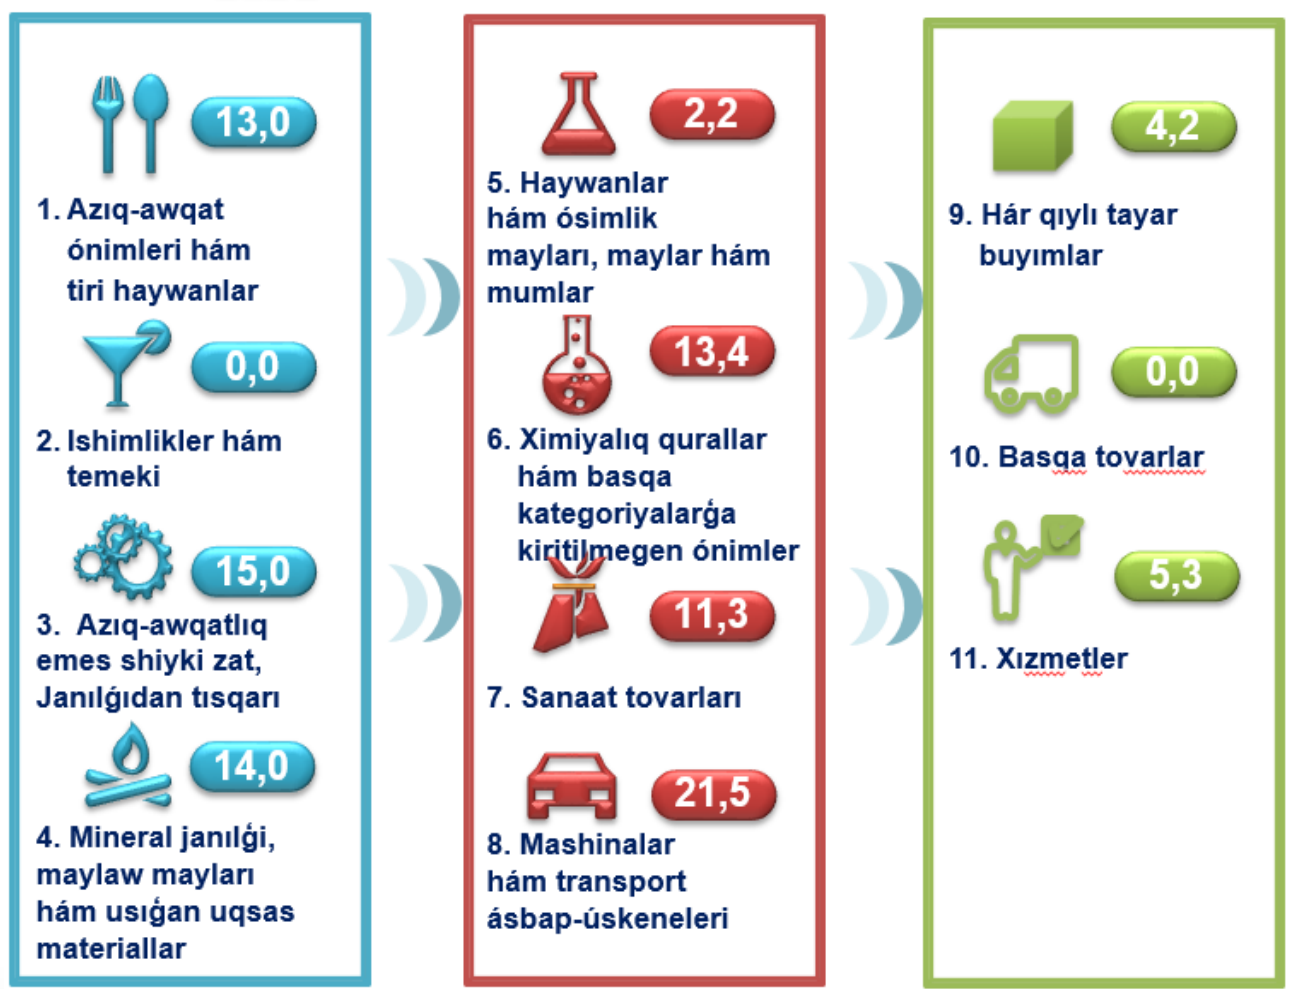 13,0
1. Azıq-awqat
ónimleri hám
tiri haywanlar
0,0
2. Ishimlikler hám
temeki
15,0
3. Azıq-awqatlıq
emes shiyki zat,
Janılǵıdan tısqarı
14,0
4. Mineral janılǵi,
maylaw mayları
hám usıǵan uqsas
materiallar
2,2
5. Haywanlar
hám ósimlik
mayları, maylar hám
mumlar
13,4
6. Ximiyalıq qurallar
hám basqa
kategoriyalarǵa
kiritilmegen ónimler
11,3
7. Sanaat tovarları
21,5
8. Mashinalar
hám transport
ásbap-úskeneleri
4,2
9. Hár qıylı tayar
buyımlar
0,0
10. Basqa tovarlar
5,3
11. Xızmetler